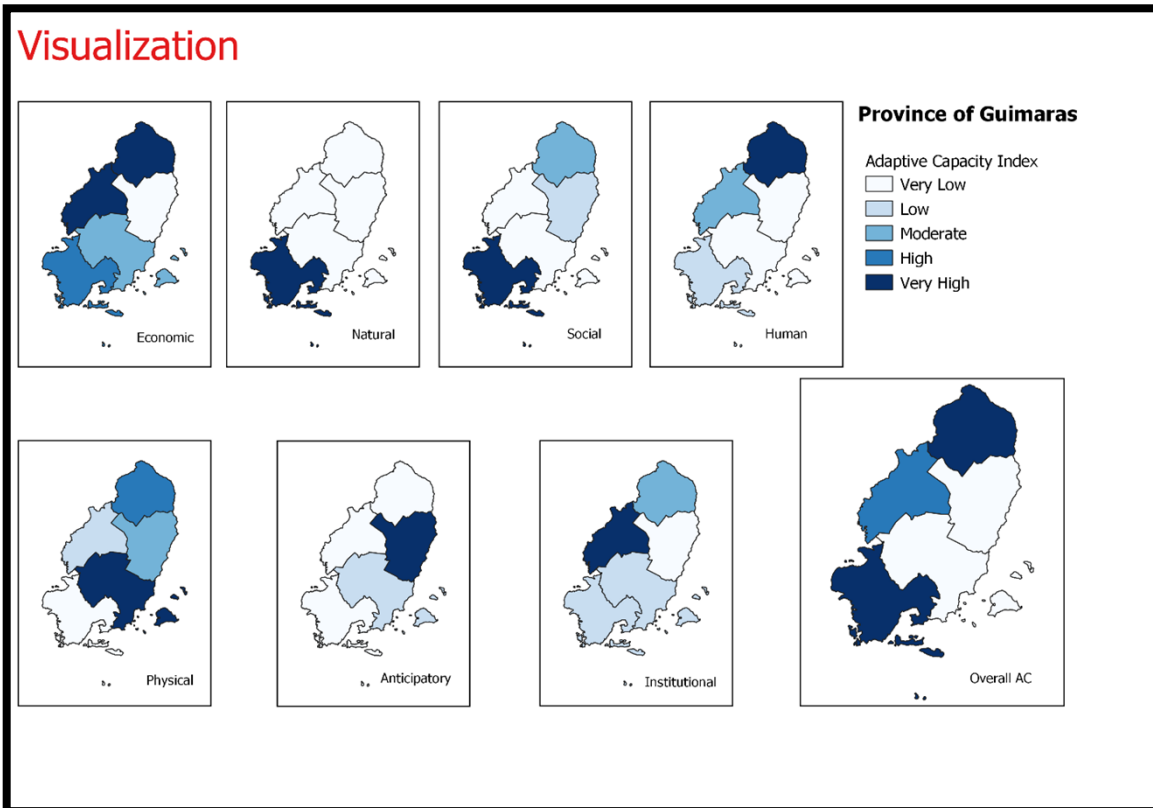 Visualization
Economic
Natural
Social
Human
Province of Guimaras
Adaptive Capacity Index
Very Low
Low
Moderate
High
Very High
Physical
Anticipatory
Institutional
Overall AC